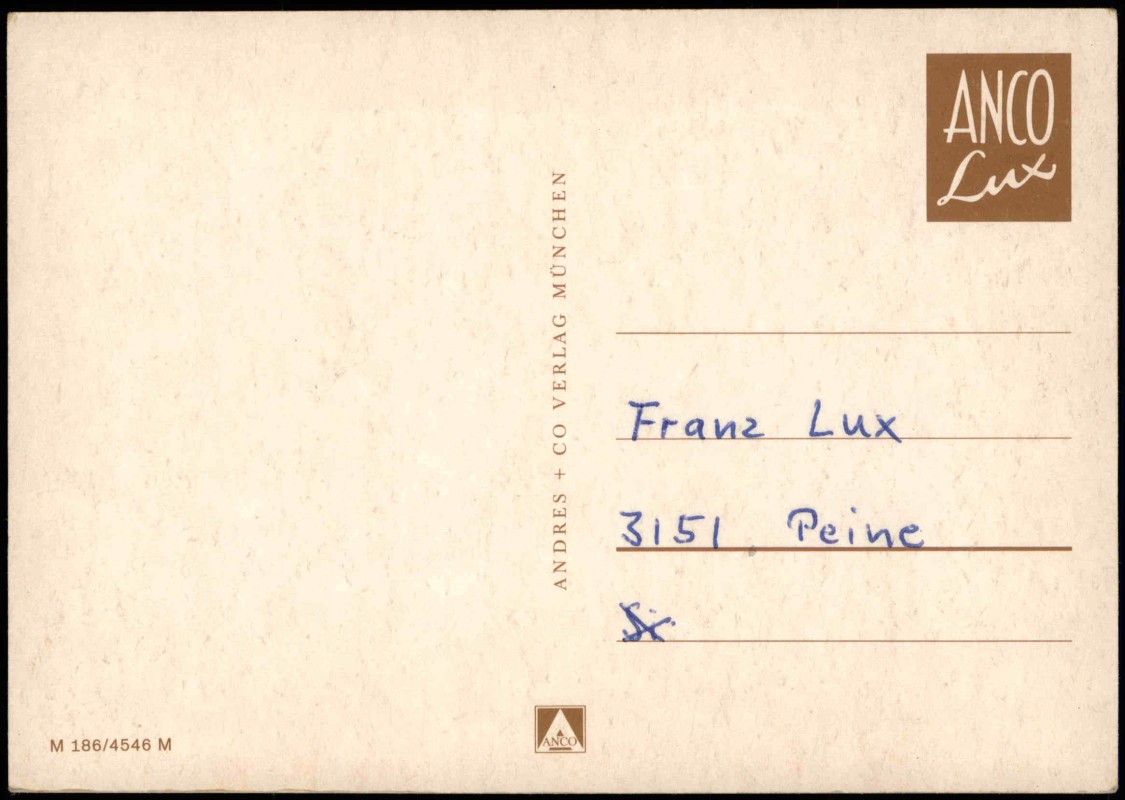 ANCO
Lux
ANDRES + CO VERLAG MÜNCHEN
Franz Lux
3151 Peine
M 186/4546 M
ANCO